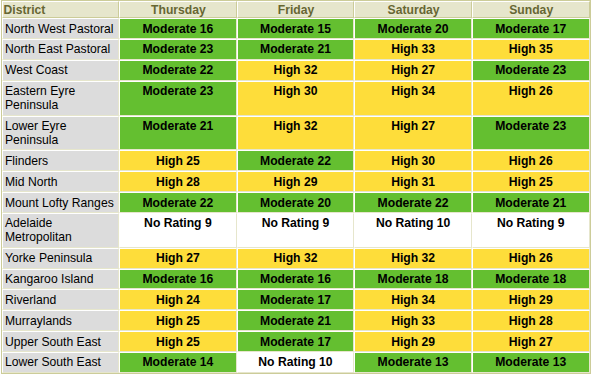 District Thursday Friday Saturday Sunday
North West Pastoral Moderate 16 Moderate 15 Moderate 20 Moderate 17
North East Pastoral Moderate 23 Moderate 21 High 33 High 35
West Coast Moderate 22 High 32 High 27 Moderate 23
Eastern Eyre Moderate 23 High 30 High 34 High 26
Peninsula
Lower Eyre Moderate 21 High 32 High 27 Moderate 23
Peninsula
Flinders High 25 Moderate 22 High 30 High 26
Mid North High 28 High 29 High 31 High 25
Mount Lofty Ranges Moderate 22 Moderate 20 Moderate 22 Moderate 21
Adelaide No Rating 9 No Rating 9 No Rating 10 No Rating 9
Metropolitan
Yorke Peninsula High 27 High 32 High 32 High 26
Kangaroo Island Moderate 16 Moderate 16 Moderate 18 Moderate 18
Riverland High 24 Moderate 17 High 34 High 29
Murraylands High 25 Moderate 21 High 33 High 28
Upper South East High 25 Moderate 17 High 29 High 27
Lower South East Moderate 14 No Rating 10 Moderate 13 Moderate 13